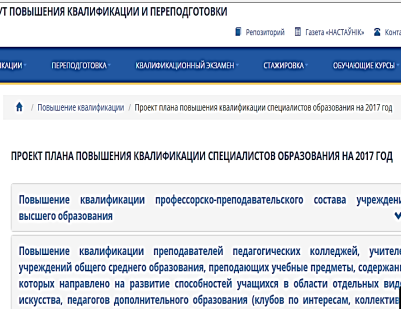 УТ ПОВЫШЕНИЯ КВАЛИФИКАЦИИ И ПЕРЕПОДГОТОВКИ
Репозиторий Газета «НАСТАЎНІК» Конта
ИКАЦИИ ПЕРЕПОДГОТОВКА КВАЛИФИКАЦИОННЫЙ ЭКЗАМЕН СТАЖИРОВКА ОБУЧАЮЩИЕ КУРСЫ
/ Повышение квалификации / Проект плана повышения квалификации специалистов образования на 2017 год
ПРОЕКТ ПЛАНА ПОВЫШЕНИЯ КВАЛИФИКАЦИИ СПЕЦИАЛИСТОВ ОБРАЗОВАНИЯ НА 2017 ГОД
Повышение квалификации профессорско-преподавательского состава учреждени
высшего образования
Повышение квалификации преподавателей педагогических колледжей, учителе
учреждений общего среднего образования, преподающих учебные предметы, содержани
которых направлено на развитие способностей учащихся в области отдельных вид
искусства, педагогов дополнительного образования (клубов по интересам, коллектив